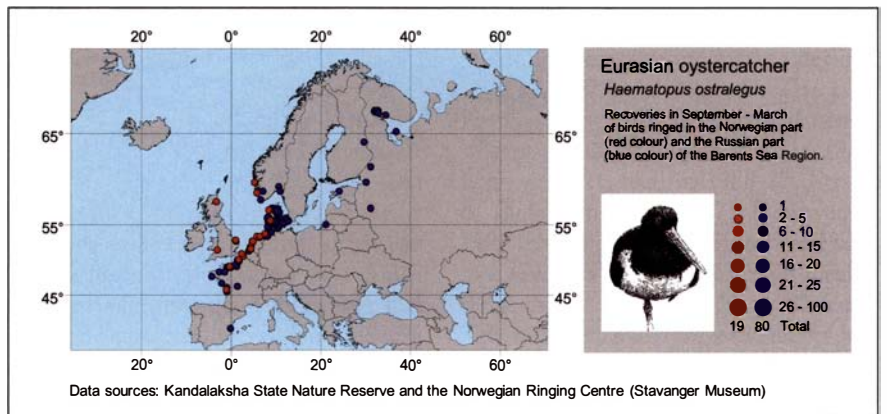 20° 0° 20° 40° 60°
65° 65°
55° 55°
45° 45°
20° 0° 20° 40° 60°
Eurasian oystercatcher
Haematopus ostralegus
Recoveries in September - March
of birds ringed in the Norwegian part
(red colour) and the Russian part
(blue colour) of the Barents Sea Region.
1
2 - 5
6 - 10
11 - 15
16 - 20
21 - 25
26 - 100
19 80 Total
Data sources: Kandalaksha State Nature Reserve and the Norwegian Ringing Centre (Stavanger Museum)